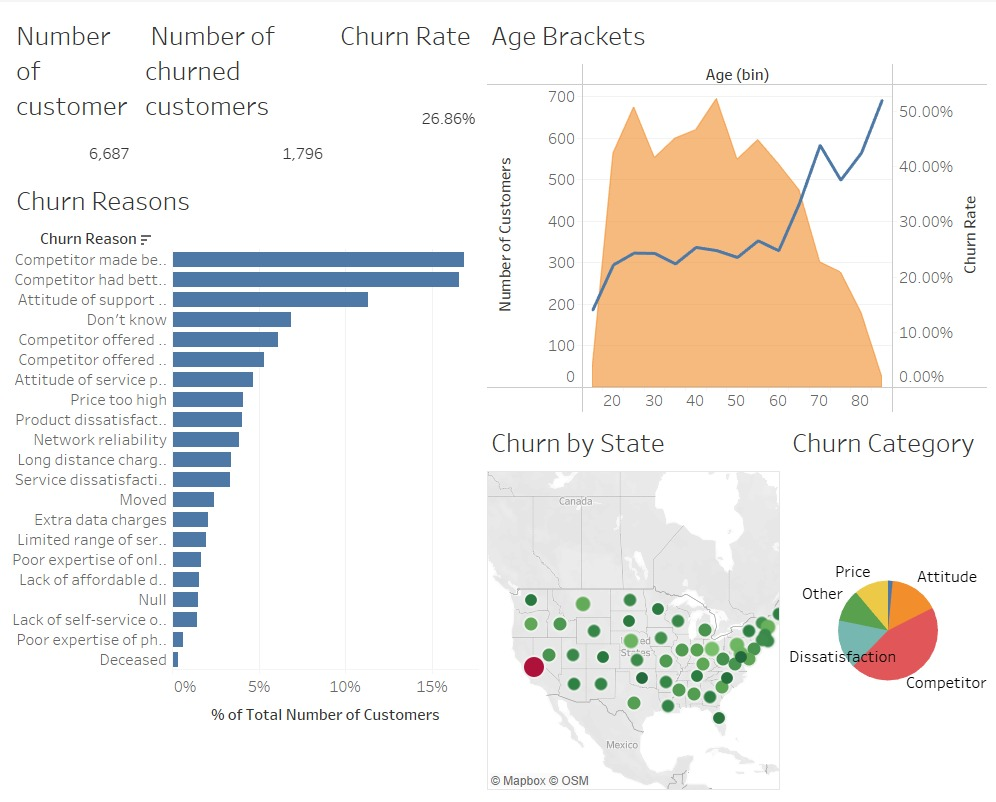 Number
of
customer
Number of
churned
customers
Churn Rate
6,687
1,796
26.86%
Churn Reasons
Churn Reason
Competitor made be..
Competitor had bett..
Attitude of support ..
Don't know
Competitor offered ..
Competitor offered ..
Attitude of service p..
Price too high
Product dissatisfact..
Network reliability
Long distance charg..
Service dissatisfacti..
Moved
Extra data charges
Limited range of ser..
Poor expertise of onl..
Lack of affordable d..
Null
Lack of self-service o..
Poor expertise of ph..
Deceased
0% 5% 10% 15%
% of Total Number of Customers
Age Brackets
Age (bin)
Number of Customers
700
600
500
400
300
200
100
0
50.00%
40.00%
30.00%
20.00%
10.00%
0.00%
Churn Rate
20 30 40 50 60 70 80
Churn by State
Canada
ed
States
Mexico
© Mapbox © OSM
Churn Category
Price
Attitude
Other
Dissatisfaction
Competitor